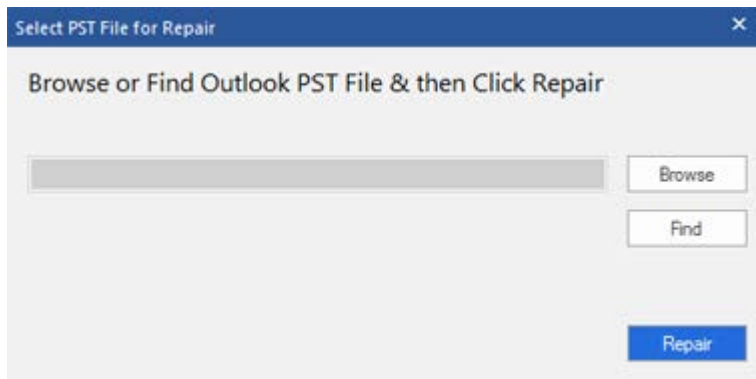 Select PST File for Repair
Browse or Find Outlook PST File & then Click Repair
Browse
Find
Repair